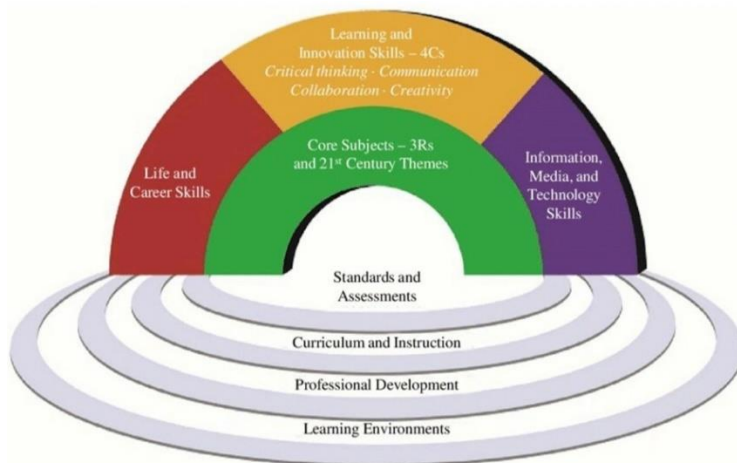 Learning and
Innovation Skills – 4Cs
Critical thinking · Communication
Collaboration · Creativity
Core Subjects – 3Rs
and 21st Century Themes
Life and
Career Skills
Information,
Media, and
Technology
Skills
Standards and
Assessments
Curriculum and Instruction
Professional Development
Learning Environments